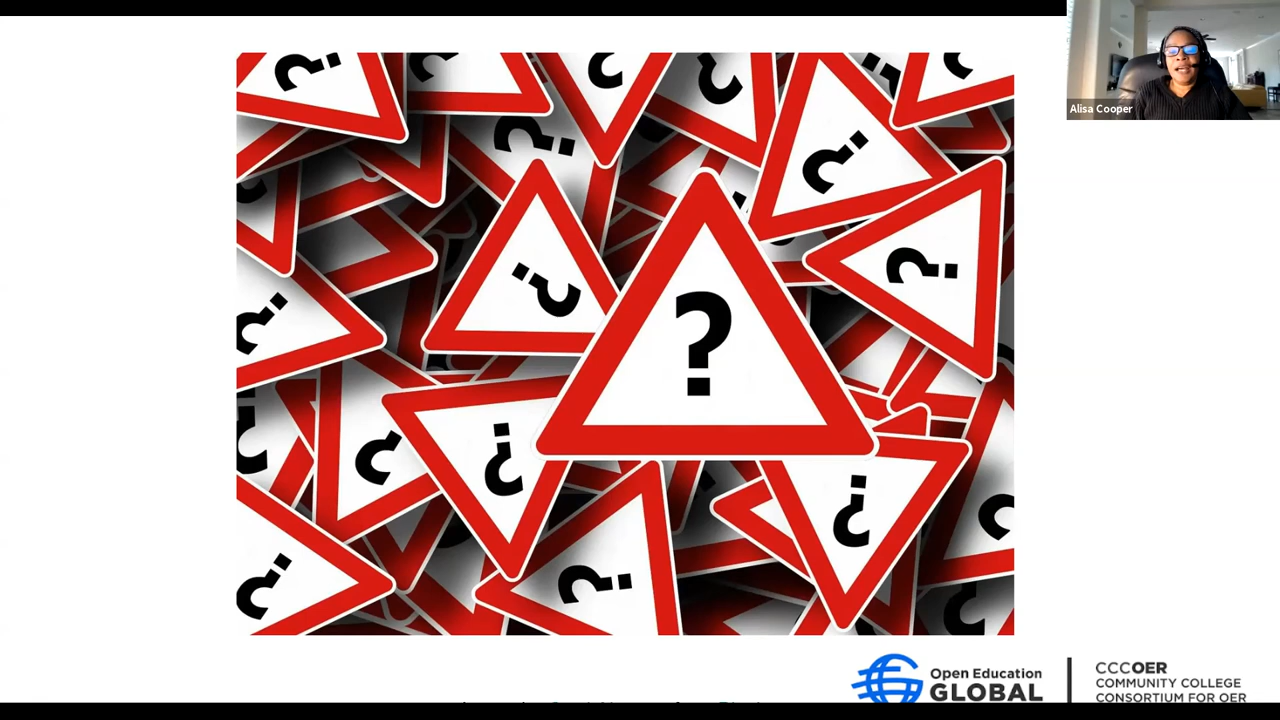 Alisa Cooper
?
Open Education
GLOBAL
CCCOER
COMMUNITY COLLEGE
CONSORTIUM FOR OER